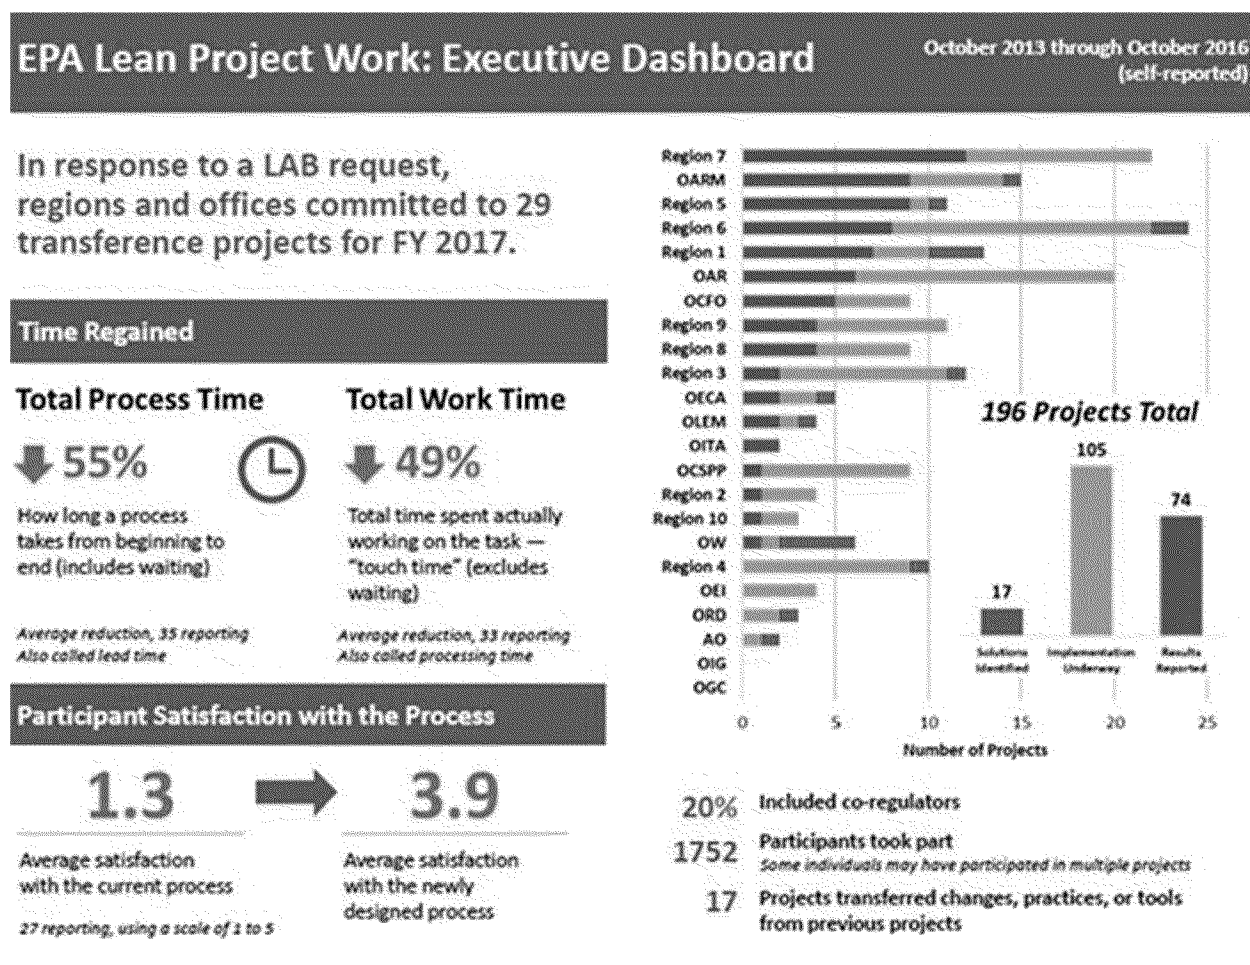 EPA Lean Project Work: Executive Dashboard
October 2013 through October 2016
(self-reported)
In response to a LAB request,
regions and offices committed to 29
transference projects for FY 2017.
Time Regained
Total Process Time
55%
How long a process
takes from beginning to
end (includes waiting)
Average reduction, 35 reporting
Also called lead time
Total Work Time
49%
Total time spent actually
working on the task —
"touch time" (excludes
waiting)
Average reduction, 33 reporting
Also called processing time
Participant Satisfaction with the Process
1.3
Average satisfaction
with the current process
27 reporting, using a scale of 1 to 5
3.9
Average satisfaction
with the newly
designed process
Region 7
OARM
Region 5
Region 6
Region 1
OAR
OCFO
Region 9
Region 8
Region 3
OECA
OLEM
OITA
OCSPP
Region 2
Region 10
OW
Region 4
OEI
ORD
AO
OIG
OGC
0 5 10 15 20 25
Number of Projects
196 Projects Total
17
105
74
Solutions
Identified
Implementation
Underway
Results
Reported
20% Included co-regulators
1752 Participants took part
Some individuals may have participated in multiple projects
17 Projects transferred changes, practices, or tools
from previous projects